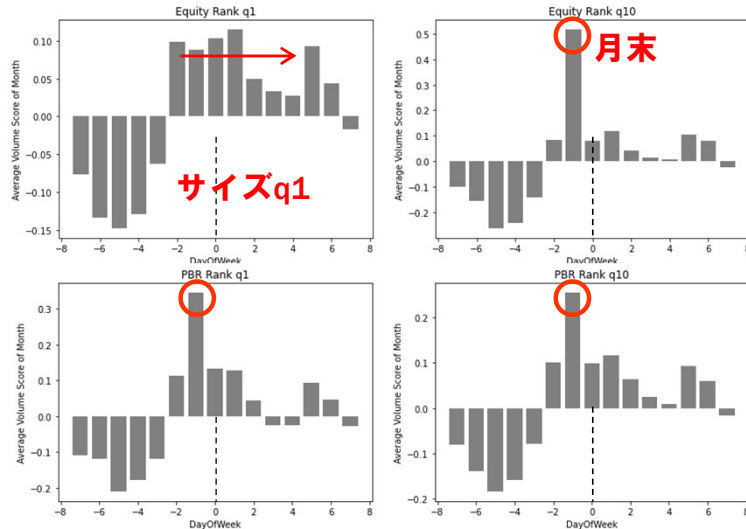 Equity Rank q1
Average Volume Score of Month
0.10
0.05
0.00
−0.05
−0.10
−0.15
サイズq1
−8 −6 −4 −2 0 2 4 6 8
DayOfWeek
Equity Rank q10
Average Volume Score of Month
0.5
0.4
0.3
0.2
0.1
0.0
−0.1
−0.2
月末
−8 −6 −4 −2 0 2 4 6 8
DayOfWeek
PBR Rank q1
Average Volume Score of Month
0.3
0.2
0.1
0.0
−0.1
−0.2
−8 −6 −4 −2 0 2 4 6 8
DayOfWeek
PBR Rank q10
Average Volume Score of Month
0.2
0.1
0.0
−0.1
−0.2
−8 −6 −4 −2 0 2 4 6 8
DayOfWeek